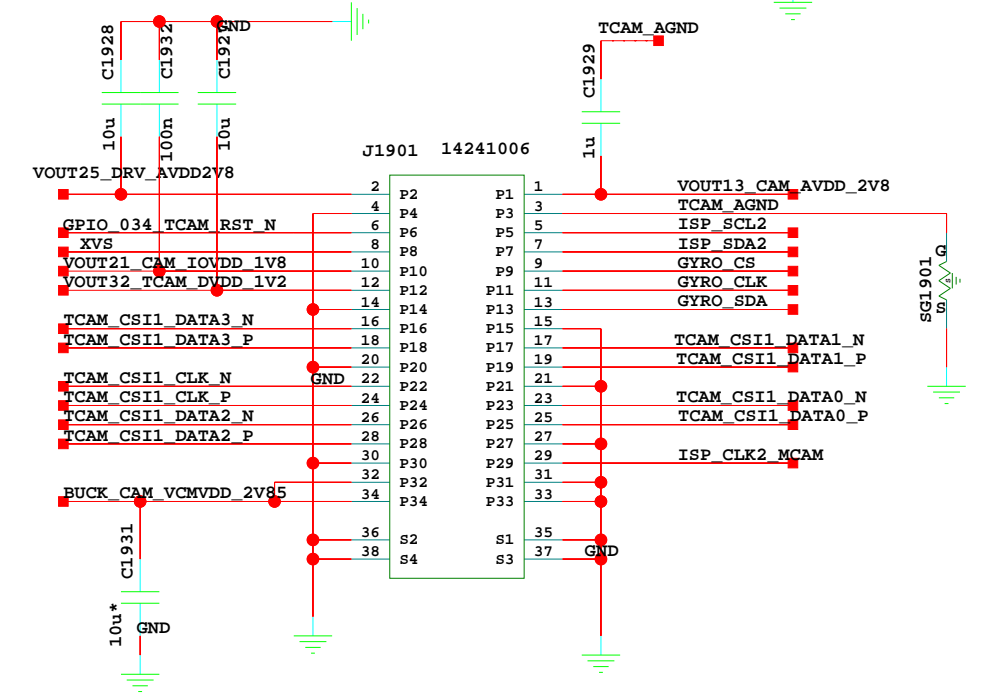 GND
TCAM_AGND
C1928
C1932
C1929
10u
100n
10u
1u
J1901 14241006
VOUT25_DRV_AVDD2V8
2 P2 P1 1 VOUT13_CAM_AVDD_2V8
4 P4 P3 3 TCAM_AGND
GPIO_034_TCAM_RST_N 6 P6 P5 5 ISP_SCL2
XVS 8 P8 P7 7 ISP_SDA2
VOUT21_CAM_IOVDD_1V8 10 P10 P9 9 GYRO_CS
VOUT32_TCAM_DVDD_1V2 12 P12 P11 11 GYRO_CLK
14 P14 P13 13 GYRO_SDA
TCAM_CSI1_DATA3_N 16 P16 P15 15
TCAM_CSI1_DATA3_P 18 P18 P17 17 TCAM_CSI1_DATA1_N
20 P20 P19 19 TCAM_CSI1_DATA1_P
GND
TCAM_CSI1_CLK_N 22 P22 P21 21
TCAM_CSI1_CLK_P 24 P24 P23 23 TCAM_CSI1_DATA0_N
TCAM_CSI1_DATA2_N 26 P26 P25 25 TCAM_CSI1_DATA0_P
TCAM_CSI1_DATA2_P 28 P28 P27 27
30 P30 P29 29 ISP_CLK2_MCAM
32 P32 P31 31
BUCK_CAM_VCMVDD_2V85 34 P34 P33 33
36 S2 S1 35
GND
38 S4 S3 37
G
SG1901
S
S
C1931
10u*
GND